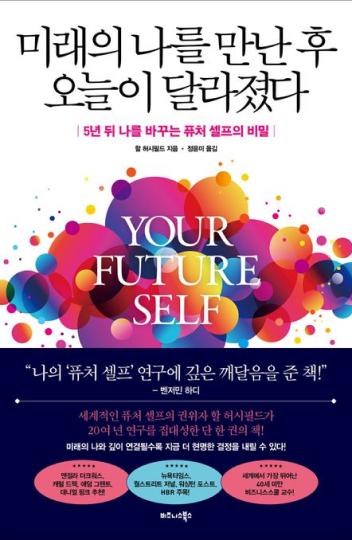 미래의 나를 만난 후
오늘이 달라졌다
| 5년 뒤 나를 바꾸는 퓨처 셀프의 비밀 |
할 허시필드 지음 • 정윤미 옮김
YOUR
FUTURE
SELF
“나의 ‘퓨처 셀프’ 연구에 깊은 깨달음을 준 책!”
– 벤저민 하디
세계적인 퓨처 셀프의 권위자 할 허시필드가
20여 년 연구를 집대성한 단 한 권의 책!
미래의 나와 깊이 연결될수록 지금 더 현명한 결정을 내릴 수 있다!
★★★★★
앤절라 더크워스,
캐럴 드웩, 애덤 그랜트,
대니얼 핑크 추천!
★★★★★
뉴욕타임스,
월스트리트 저널, 워싱턴 포스트,
HBR 주목!
★★★★★
세계에서 가장 뛰어난
40세 미만
비즈니스스쿨 교수!
비즈니스북스